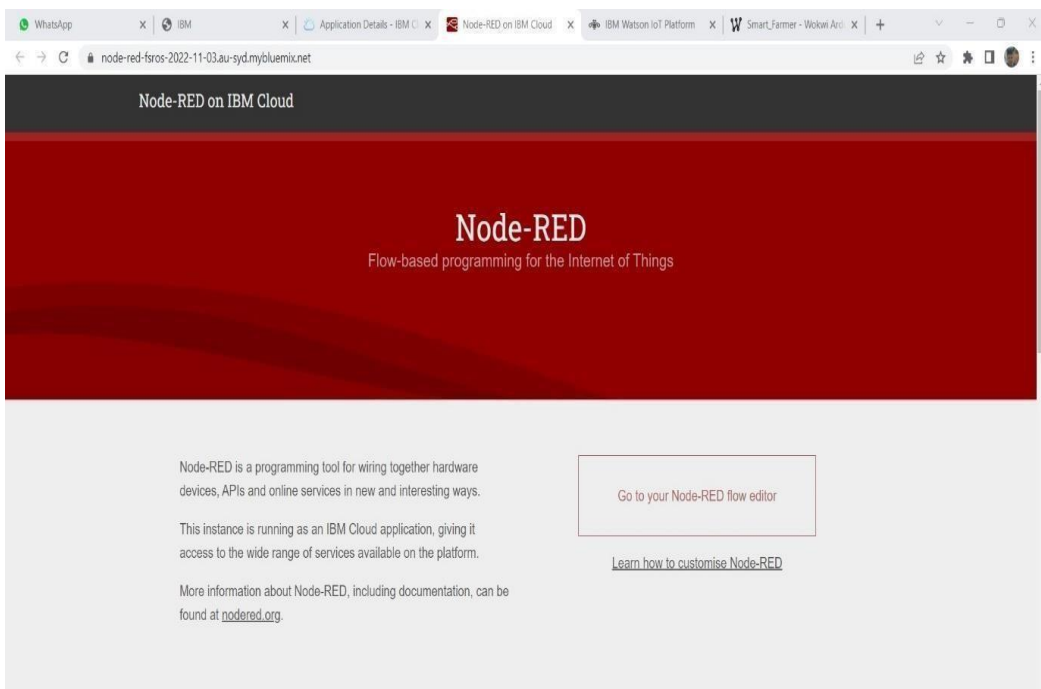 WhatsApp
IBM
Application Details - IBM Cl
Node-RED on IBM Cloud
IBM Watson IoT Platform
Smart_Farmer - Wokwi Ard
node-red-fsros-2022-11-03.au-syd.mybluemix.net
Node-RED on IBM Cloud
Node-RED
Flow-based programming for the Internet of Things
Node-RED is a programming tool for wiring together hardware
devices, APIs and online services in new and interesting ways.
This instance is running as an IBM Cloud application, giving it
access to the wide range of services available on the platform.
More information about Node-RED, including documentation, can be
found at nodered.org.
Go to your Node-RED flow editor
Learn how to customise Node-RED